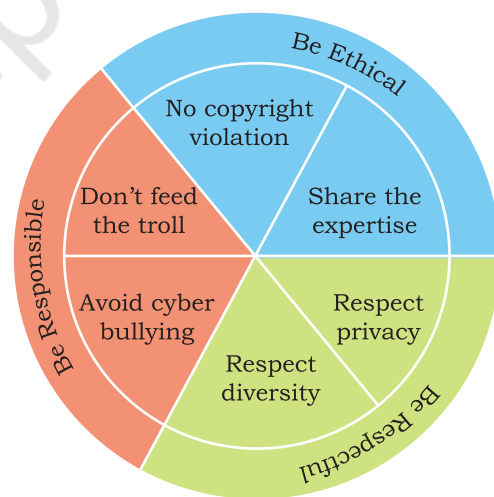 Be Ethical
No copyright
violation
Share the
expertise
Don't feed
the troll
Be Responsible
Avoid cyber
bullying
Respect
privacy
Respect
diversity
Be Respectful